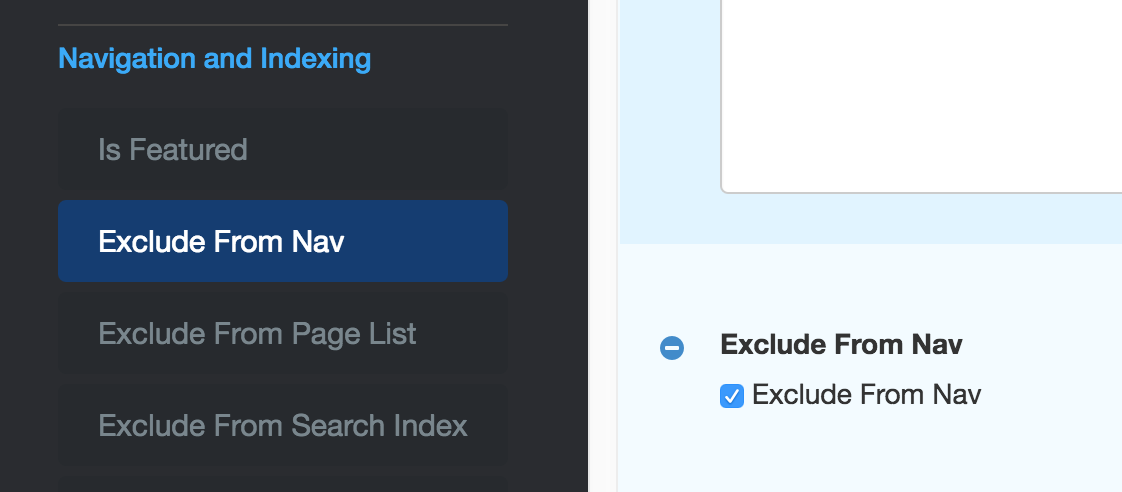 Navigation and Indexing
Is Featured
Exclude From Nav
Exclude From Page List
Exclude From Search Index
Exclude From Nav
Exclude From Nav